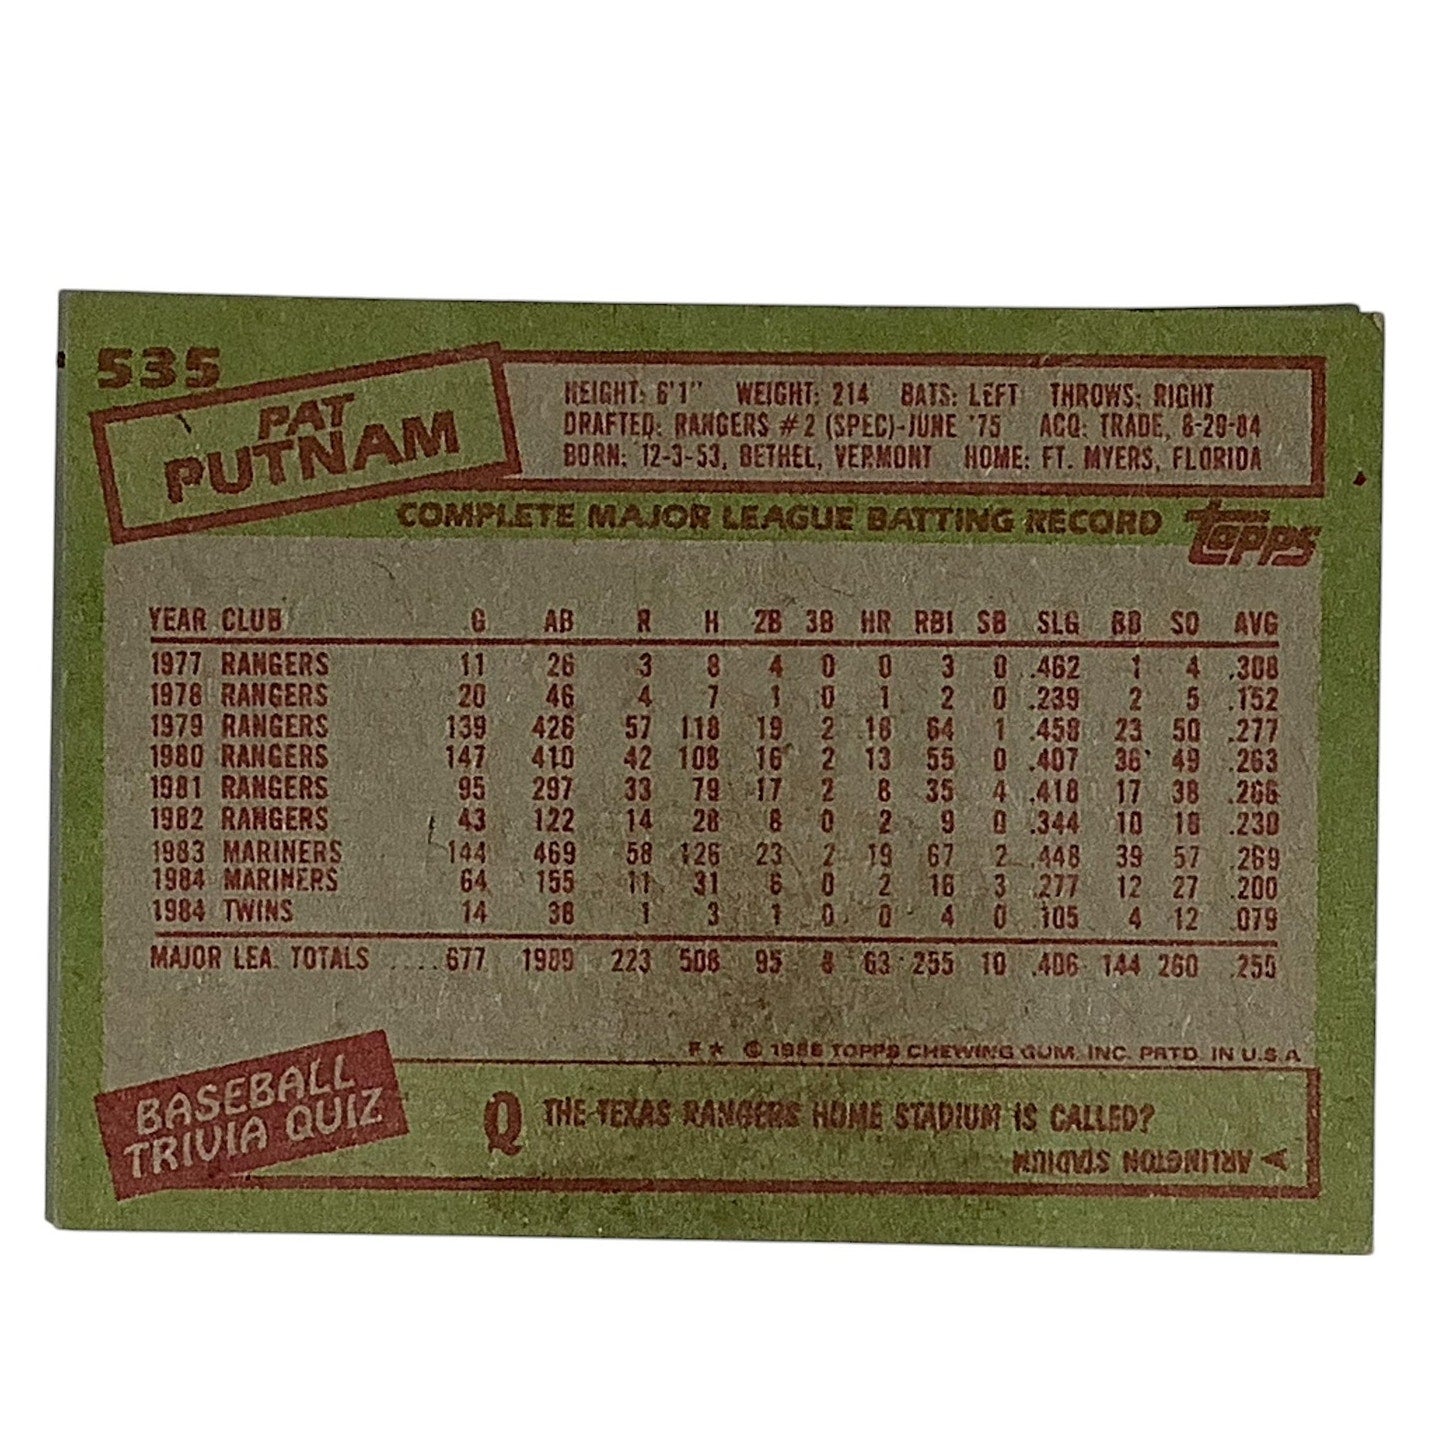 535
PAT
PUTNAM
HEIGHT: 6'1" WEIGHT: 214 BATS: LEFT THROWS: RIGHT
DRAFTED: RANGERS #2 (SPEC)-JUNE '75 ACQ: TRADE, 8-29-84
BORN: 12-3-53, BETHEL, VERMONT HOME: FT. MYERS, FLORIDA
COMPLETE MAJOR LEAGUE BATTING RECORD
Topps
YEAR CLUB G AB R H 2B 3B HR RBI SB SLG BB SO AVG
1977 RANGERS 11 26 3 8 4 0 0 3 0 .462 1 4 .308
1978 RANGERS 20 46 4 7 1 0 1 2 0 .239 2 5 .152
1979 RANGERS 139 426 57 118 19 2 18 64 1 .458 23 50 .277
1980 RANGERS 147 410 42 108 16 2 13 55 0 .407 36 49 .263
1981 RANGERS 95 297 33 79 17 2 8 35 4 .418 17 38 .266
1982 RANGERS 43 122 14 28 8 0 2 9 0 .344 10 18 .230
1983 MARINERS 144 469 58 126 23 2 19 67 2 .448 39 57 .269
1984 MARINERS 64 155 11 31 6 0 2 16 3 .277 12 27 .200
1984 TWINS 14 38 1 3 1 0 0 4 0 .105 4 12 .079
MAJOR LEA. TOTALS ....677 1989 223 508 95 8 63 255 10 .406 144 260 .255
F★ © 1985 TOPPS CHEWING GUM, INC. PRTD. IN U.S.A.
BASEBALL
TRIVIA QUIZ
Q THE TEXAS RANGERS HOME STADIUM IS CALLED?
A ARLINGTON STADIUM